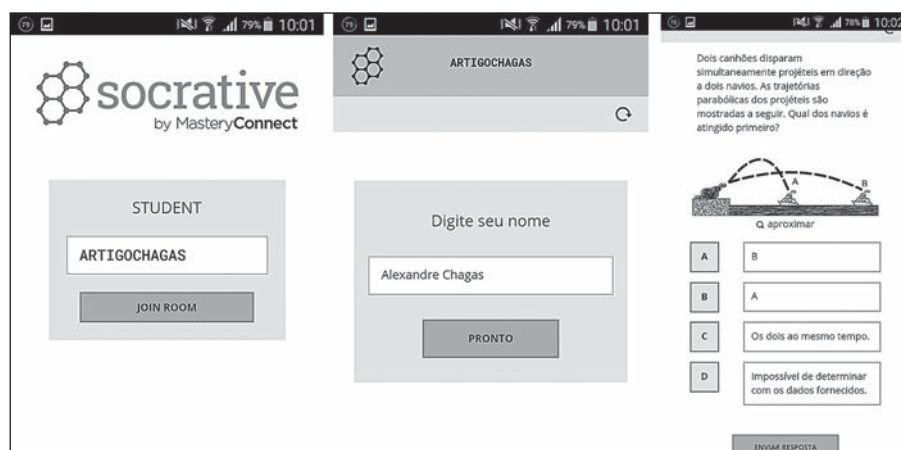 79% 10:01
socrative
by MasteryConnect
STUDENT
ARTIGOCHAGAS
JOIN ROOM
79% 10:01
ARTIGOCHAGAS
Digite seu nome
Alexandre Chagas
PRONTO
78% 10:02
Dois canhões disparam
simultaneamente projéteis em direção
a dois navios. As trajetórias
parabólicas dos projéteis são
mostradas a seguir. Qual dos navios é
atingido primeiro?
A
B
aproximar
A B
B A
C Os dois ao mesmo tempo.
D Impossível de determinar
com os dados fornecidos.
ENVIAR RESPOSTA